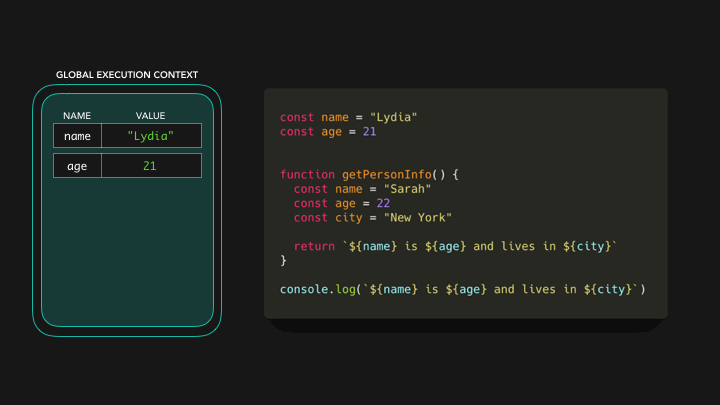 GLOBAL EXECUTION CONTEXT
NAME VALUE
name "Lydia"
age 21
const name = "Lydia"
const age = 21
function getPersonInfo() {
  const name = "Sarah"
  const age = 22
  const city = "New York"
  return `${name} is ${age} and lives in ${city}`
}
console.log(`${name} is ${age} and lives in ${city}`)